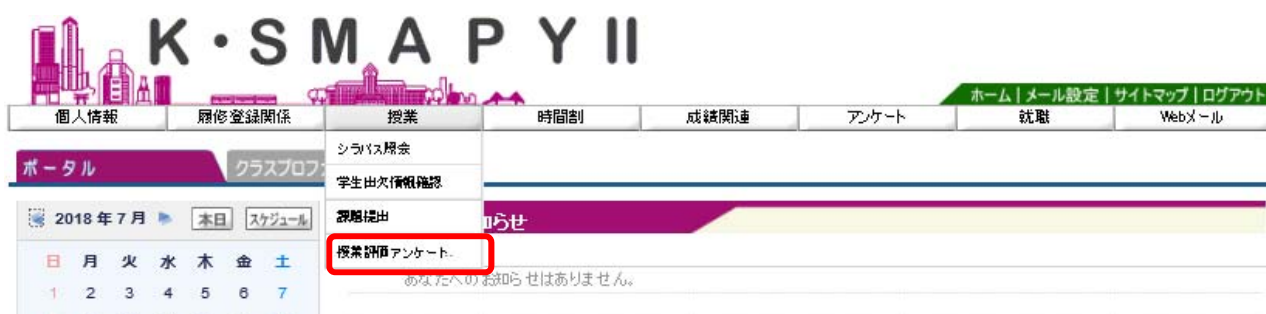 K・SMAPY II
ホーム | メール設定 | サイトマップ | ログアウト
個人情報 履修登録関係 授業 時間割 成績関連 アンケート 就職 Webメール
シラバス照会
ポータル クラスプロフ
学生出欠情報確認
2018年7月 本日 スケジュール
課題提出
らせ
授業評価アンケート
日 月 火 水 木 金 土
あなたへのお知らせはありません。
1 2 3 4 5 6 7